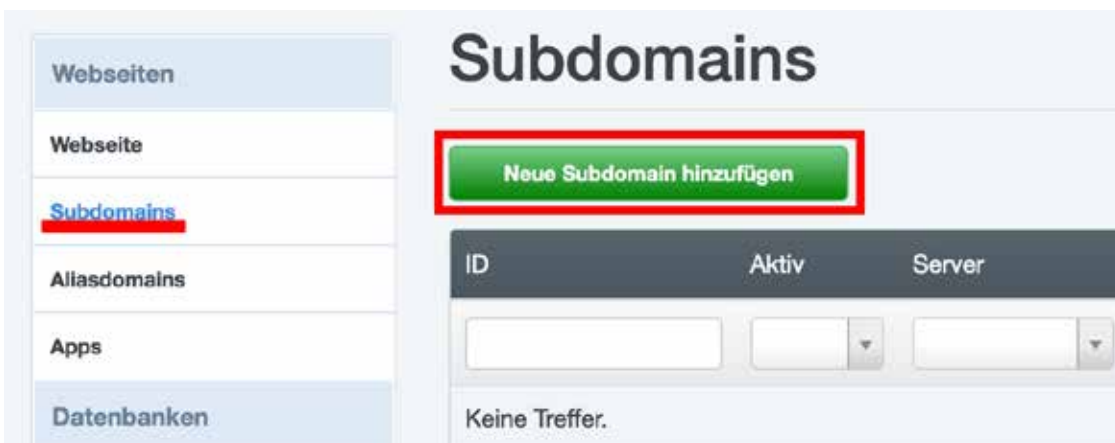 Webseiten
Webseite
Subdomains
Aliasdomains
Apps
Datenbanken
Subdomains
Neue Subdomain hinzufügen
ID Aktiv Server
Keine Treffer.